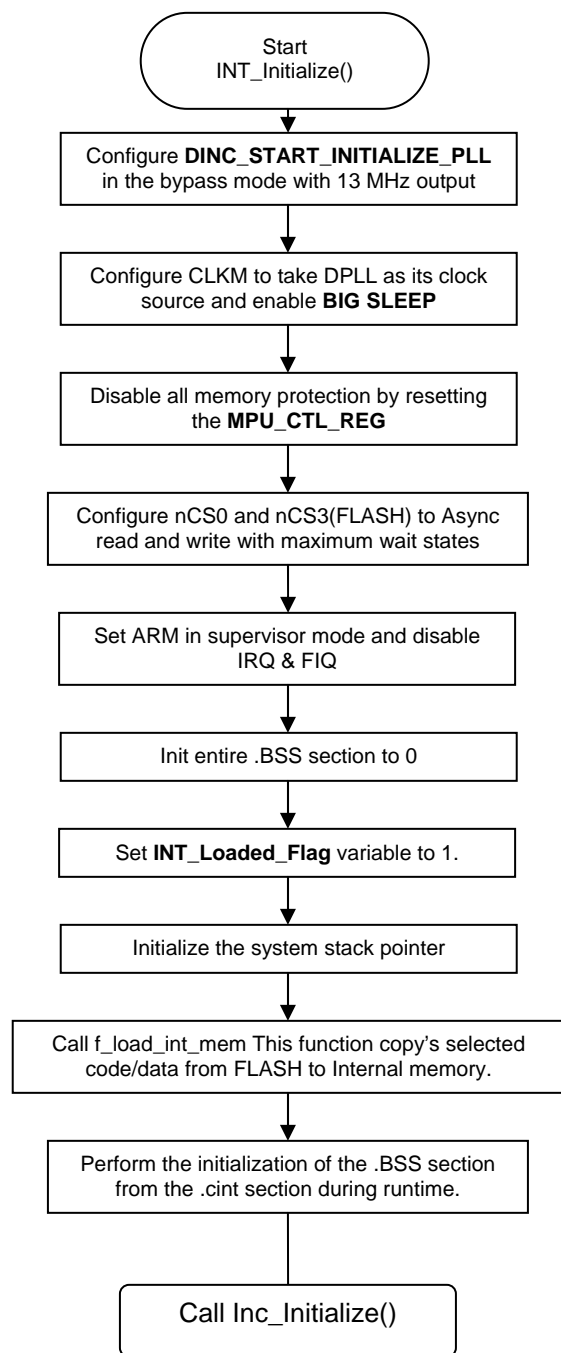 Start
INT_Initialize()
Configure DINC_START_INITIALIZE_PLL
in the bypass mode with 13 MHz output
Configure CLKM to take DPLL as its clock
source and enable BIG SLEEP
Disable all memory protection by resetting
the MPU_CTL_REG
Configure nCS0 and nCS3(FLASH) to Async
read and write with maximum wait states
Set ARM in supervisor mode and disable
IRQ & FIQ
Init entire .BSS section to 0
Set INT_Loaded_Flag variable to 1.
Initialize the system stack pointer
Call f_load_int_mem This function copy's selected
code/data from FLASH to Internal memory.
Perform the initialization of the .BSS section
from the .cint section during runtime.
Call Inc_Initialize()